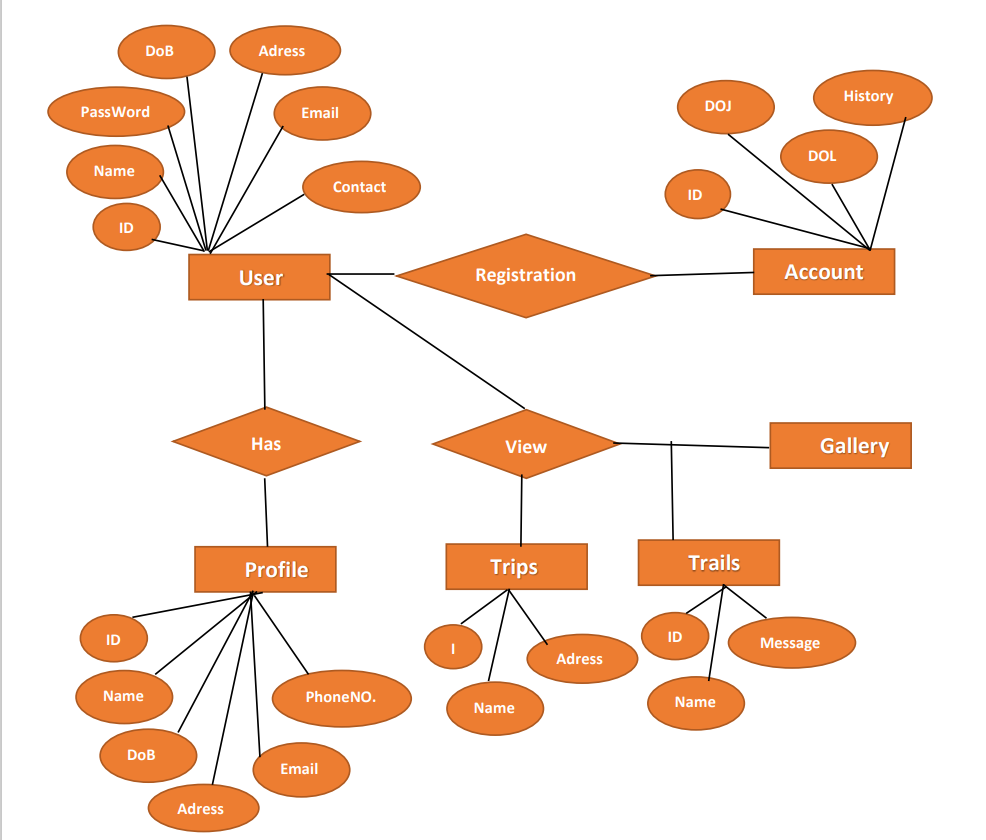 DoB
Adress
PassWord
Email
Name
Contact
ID
User
DOJ
History
DOL
ID
Account
Registration
Has
View
Gallery
Profile
Trips
Trails
ID
Name
DoB
Adress
Email
PhoneNO.
I
Name
Adress
ID
Name
Message